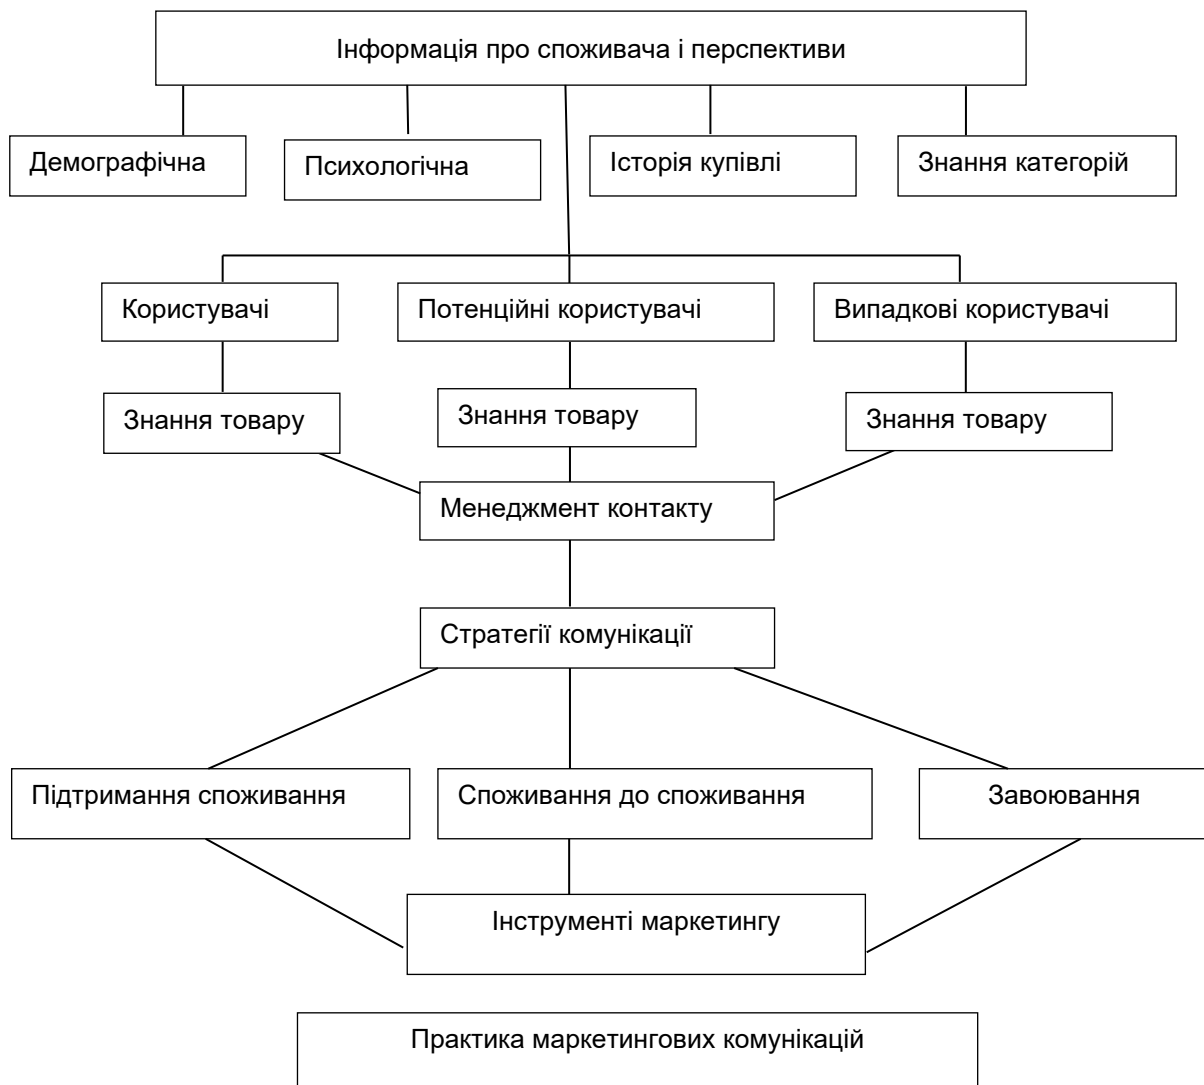 Інформація про споживача і перспективи
Демографічна
Психологічна
Історія купівлі
Знання категорій
Користувачі
Потенційні користувачі
Випадкові користувачі
Знання товару
Знання товару
Знання товару
Менеджмент контакту
Стратегії комунікації
Підтримання споживання
Споживання до споживання
Завоювання
Інструменті маркетингу
Практика маркетингових комунікацій